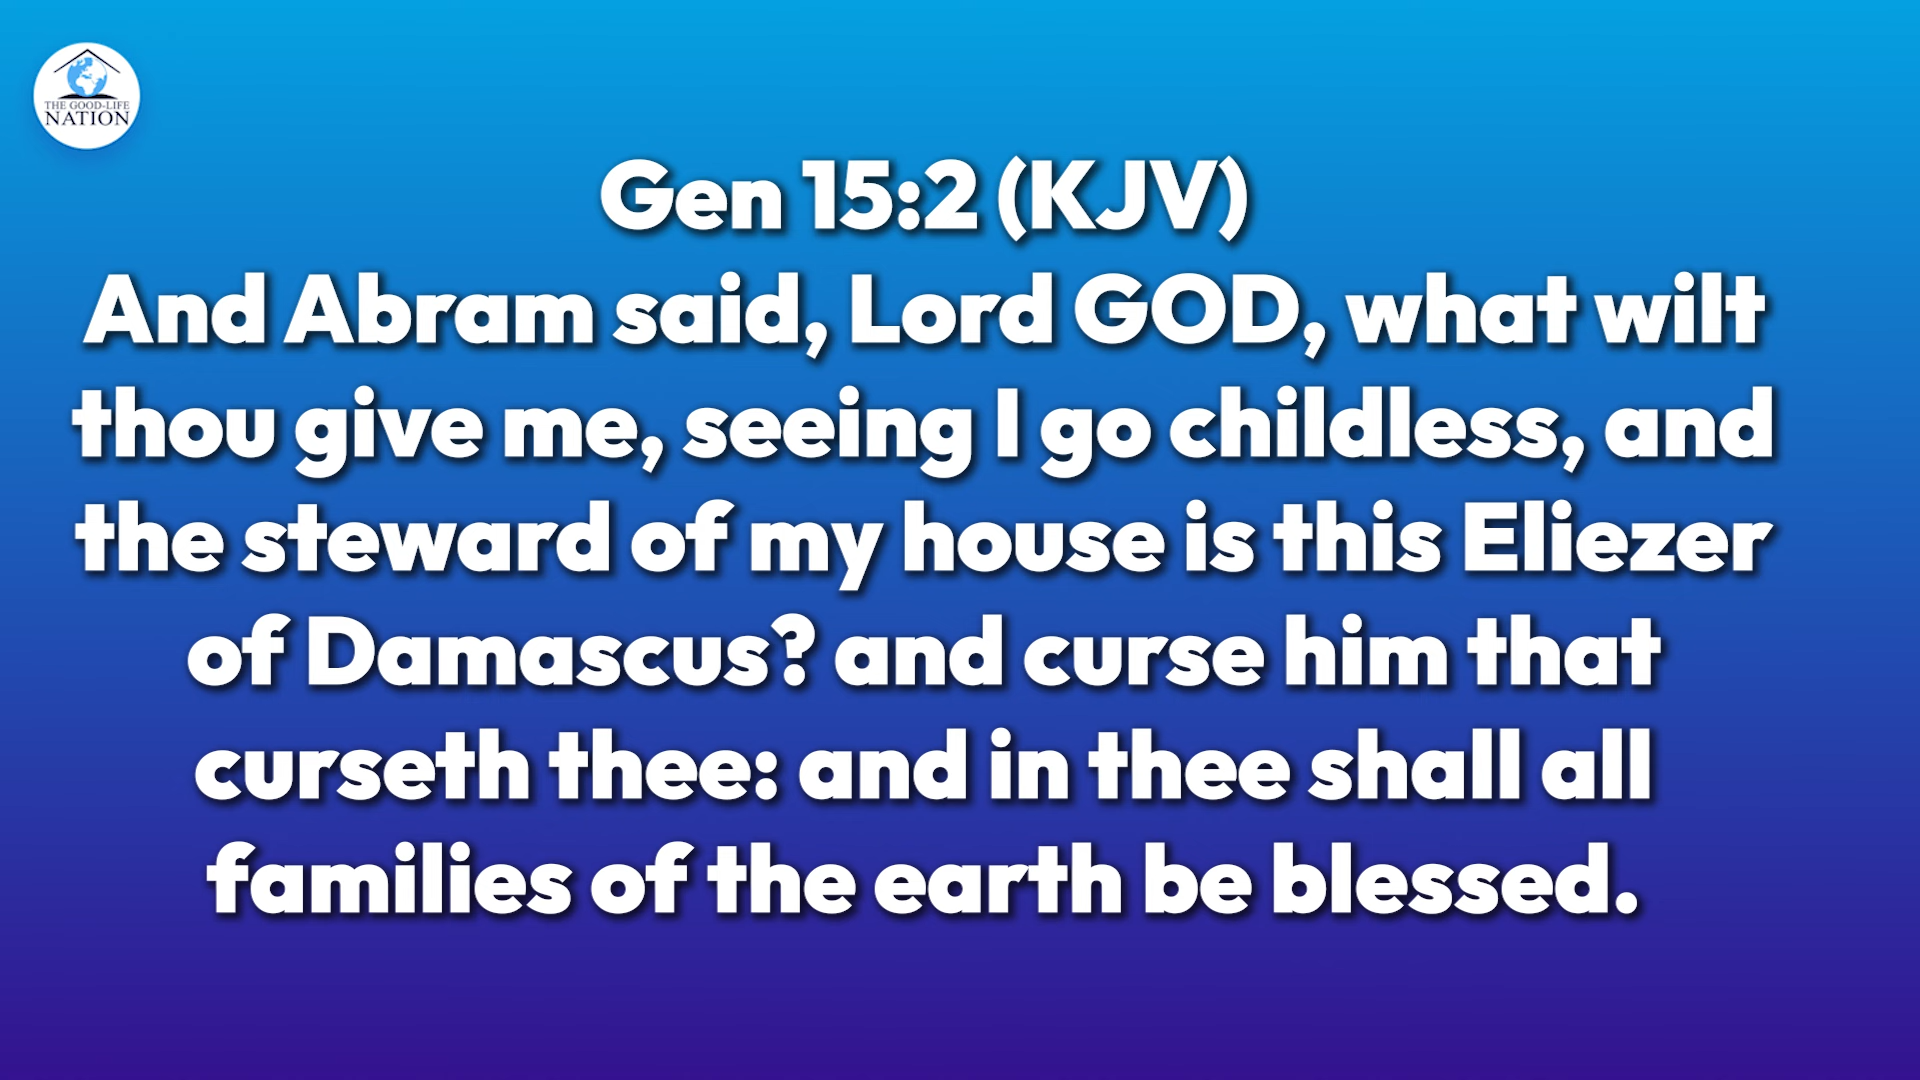 THE GOOD-LIFE
NATION
Gen 15:2 (KJV)
And Abram said, Lord GOD, what wilt
thou give me, seeing I go childless, and
the steward of my house is this Eliezer
of Damascus? and curse him that
curseth thee: and in thee shall all
families of the earth be blessed.